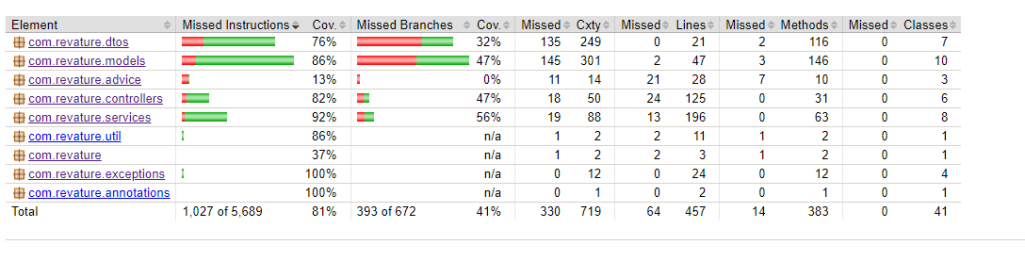 Element Missed Instructions Cov. Missed Branches Cov. Missed Cxty Missed Lines Missed Methods Missed Classes
com.revature.dtos 76% 32% 135 249 0 21 2 116 0 7
com.revature.models 86% 47% 145 301 2 47 3 146 0 10
com.revature.advice 13% 0% 11 14 21 28 7 10 0 3
com.revature.controllers 82% 47% 18 50 24 125 0 31 0 6
com.revature.services 92% 56% 19 88 13 196 0 63 0 8
com.revature.util 86% n/a 1 2 2 11 1 2 0 1
com.revature 37% n/a 1 2 2 3 1 2 0 1
com.revature.exceptions 100% n/a 0 12 0 24 0 12 0 4
com.revature.annotations 100% n/a 0 1 0 2 0 1 0 1
Total 1,027 of 5,689 81% 393 of 672 41% 330 719 64 457 14 383 0 41